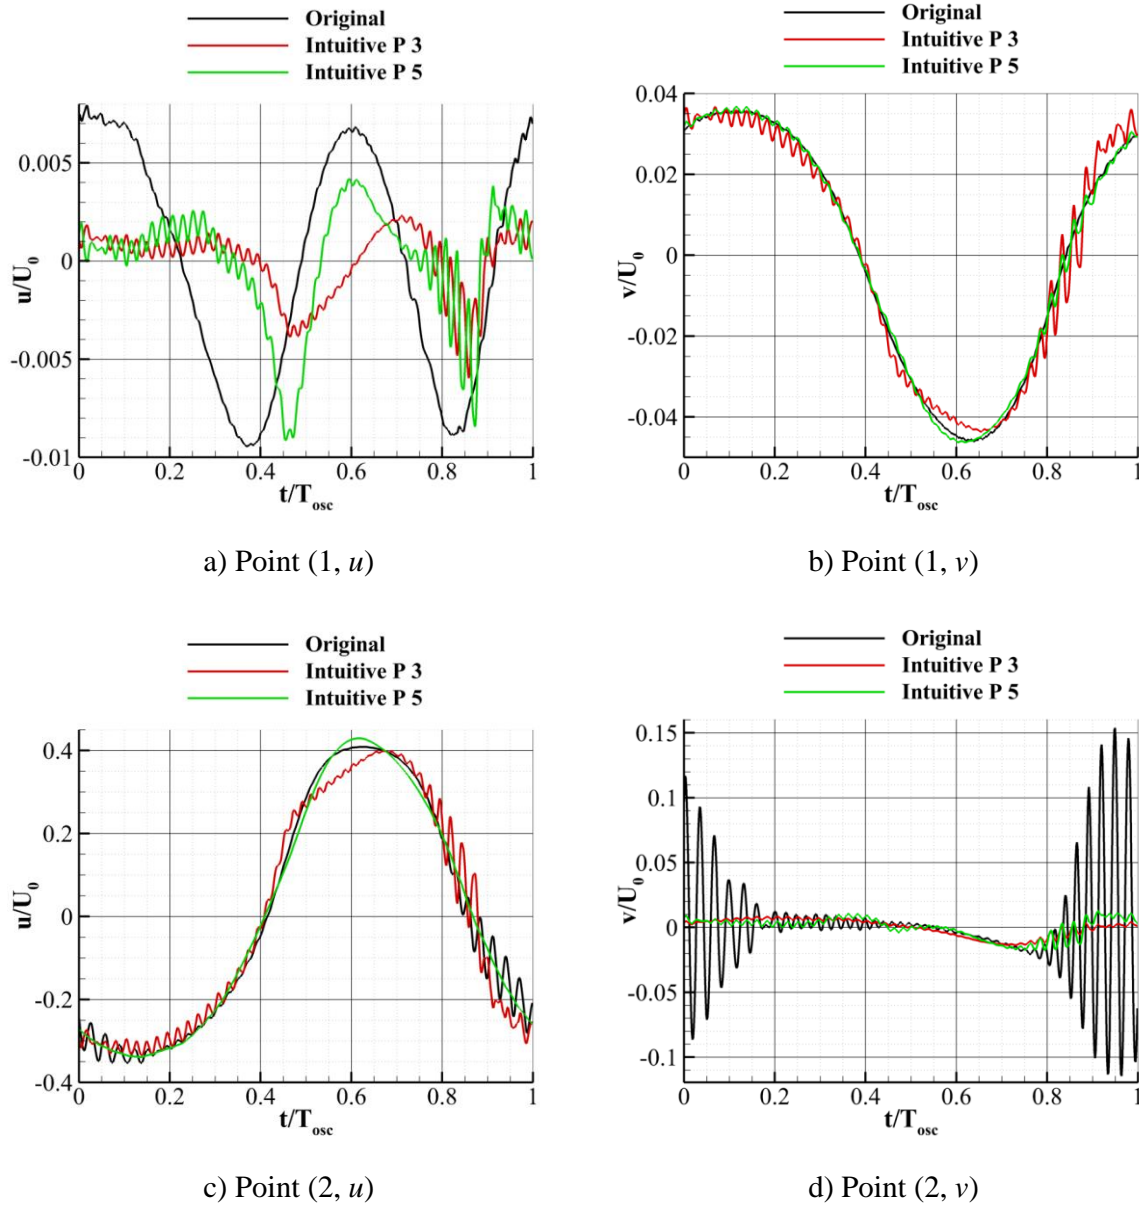 Original
Intuitive P 3
Intuitive P 5
0.005
0
-0.005
-0.01
u/U0
0 0.2 0.4 0.6 0.8 1
t/Tosc
a) Point (1, u)
Original
Intuitive P 3
Intuitive P 5
0.04
0.02
0
-0.02
-0.04
v/U0
0 0.2 0.4 0.6 0.8 1
t/Tosc
b) Point (1, v)
Original
Intuitive P 3
Intuitive P 5
0.4
0.2
0
-0.2
-0.4
u/U0
0 0.2 0.4 0.6 0.8 1
t/Tosc
c) Point (2, u)
Original
Intuitive P 3
Intuitive P 5
0.15
0.1
0.05
0
-0.05
-0.1
v/U0
0 0.2 0.4 0.6 0.8 1
t/Tosc
d) Point (2, v)